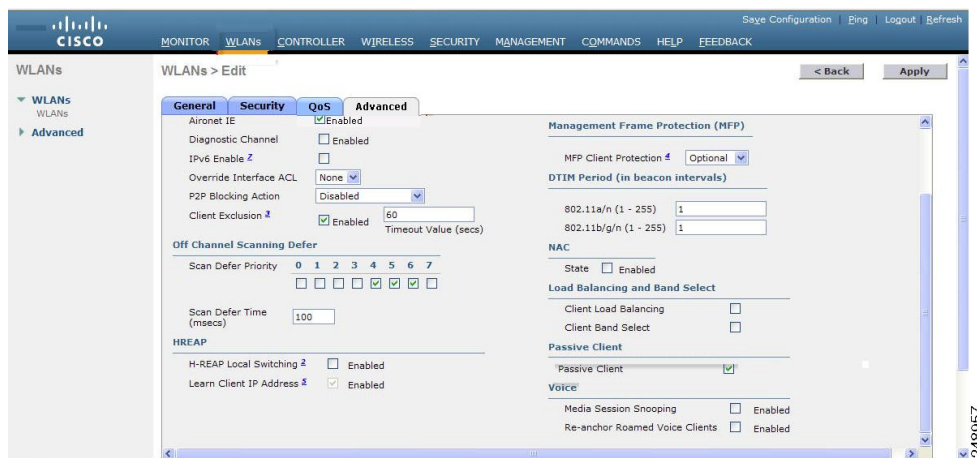 Save Configuration | Ping | Logout | Refresh
CISCO
MONITOR WLANs CONTROLLER WIRELESS SECURITY MANAGEMENT COMMANDS HELP FEEDBACK
WLANs
WLANs
WLANs
Advanced
WLANs > Edit
< Back
Apply
General Security QoS Advanced
Aironet IE Enabled
Diagnostic Channel Enabled
IPv6 Enable 7
Override Interface ACL None
P2P Blocking Action Disabled
Client Exclusion 3 Enabled 60
Timeout Value (secs)
Off Channel Scanning Defer
Scan Defer Priority 0 1 2 3 4 5 6 7
Scan Defer Time
(msecs)
100
HREAP
H-REAP Local Switching 2 Enabled
Learn Client IP Address 5 Enabled
Management Frame Protection (MFP)
MFP Client Protection 4 Optional
DTIM Period (in beacon intervals)
802.11a/n (1 - 255) 1
802.11b/g/n (1 - 255) 1
NAC
State Enabled
Load Balancing and Band Select
Client Load Balancing
Client Band Select
Passive Client
Passive Client
Voice
Media Session Snooping Enabled
Re-anchor Roamed Voice Clients Enabled